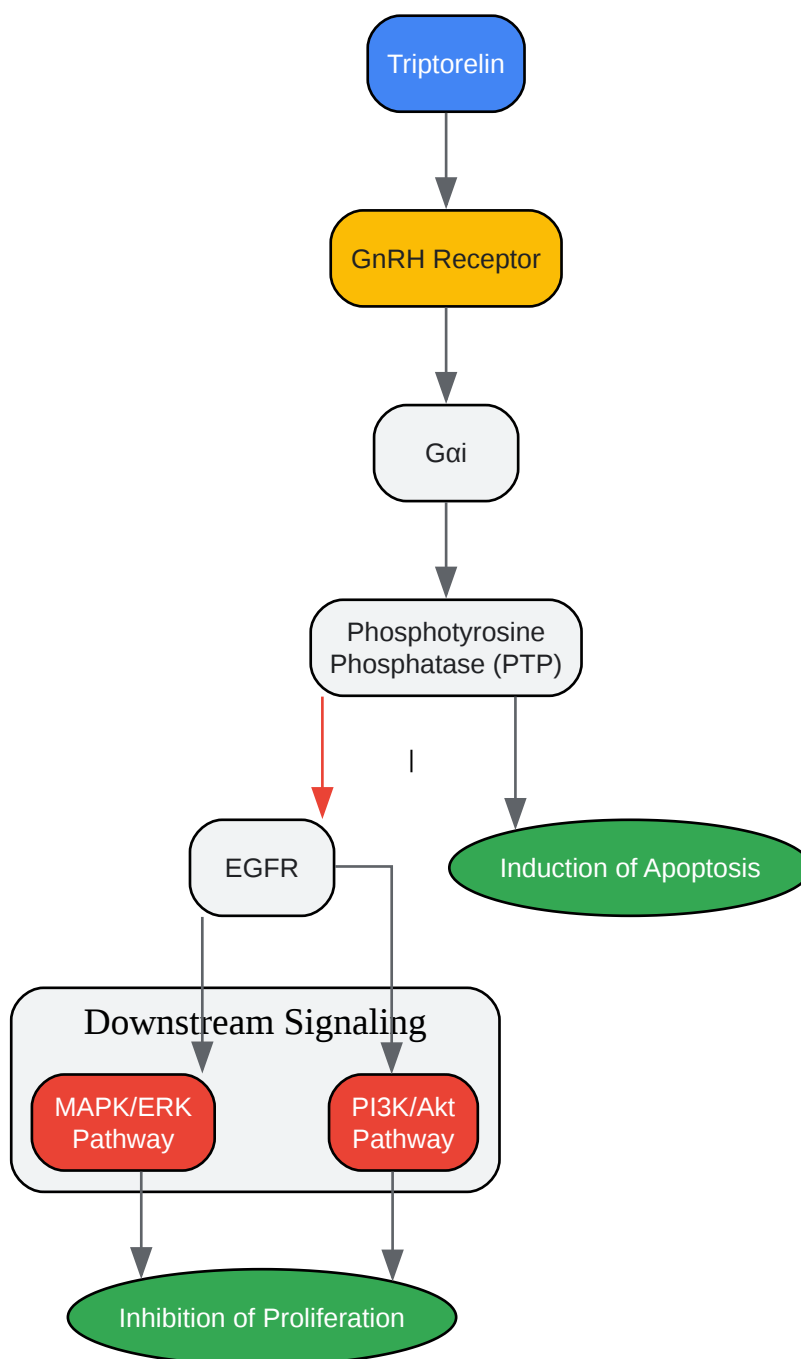 Triptorelin
GnRH Receptor
Gαi
Phosphotyrosine
Phosphatase (PTP)
|
EGFR
Induction of Apoptosis
Downstream Signaling
MAPK/ERK
Pathway
PI3K/Akt
Pathway
Inhibition of Proliferation